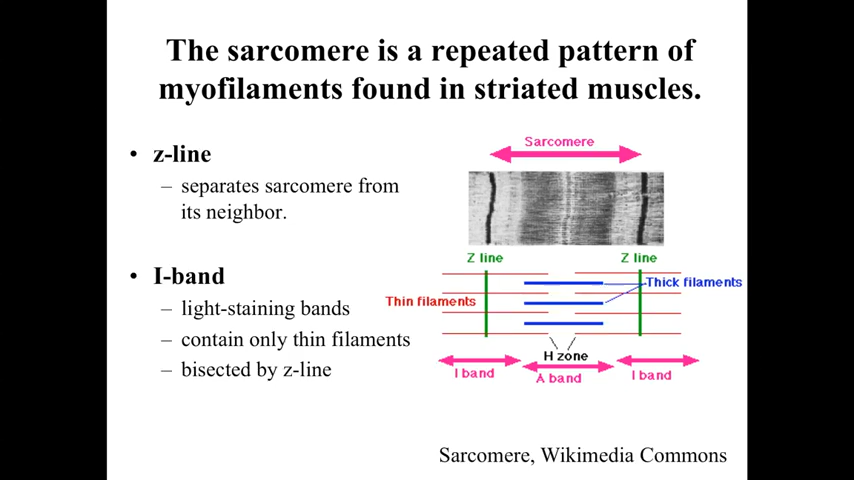 The sarcomere is a repeated pattern of
myofilaments found in striated muscles.
• z-line
– separates sarcomere from
its neighbor.
• I-band
– light-staining bands
– contain only thin filaments
– bisected by z-line
Sarcomere
Z line
Z line
Thick filaments
Thin filaments
H zone
I band
A band
I band
Sarcomere, Wikimedia Commons